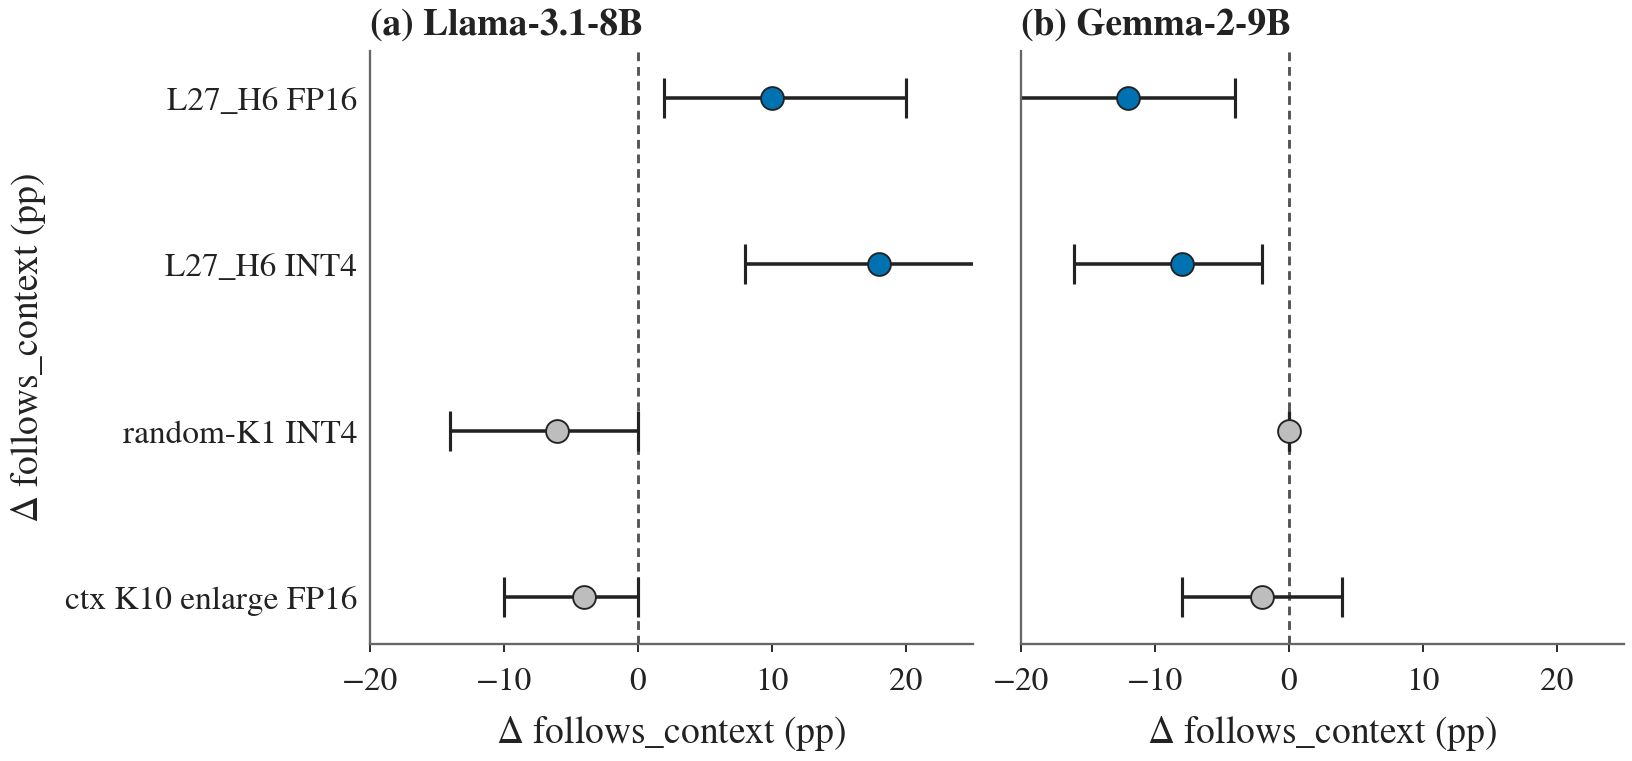 (a) Llama-3.1-8B
(b) Gemma-2-9B
Δ follows_context (pp)
L27_H6 FP16
L27_H6 INT4
random-K1 INT4
ctx K10 enlarge FP16
−20 −10 0 10 20
−20 −10 0 10 20
Δ follows_context (pp)
Δ follows_context (pp)